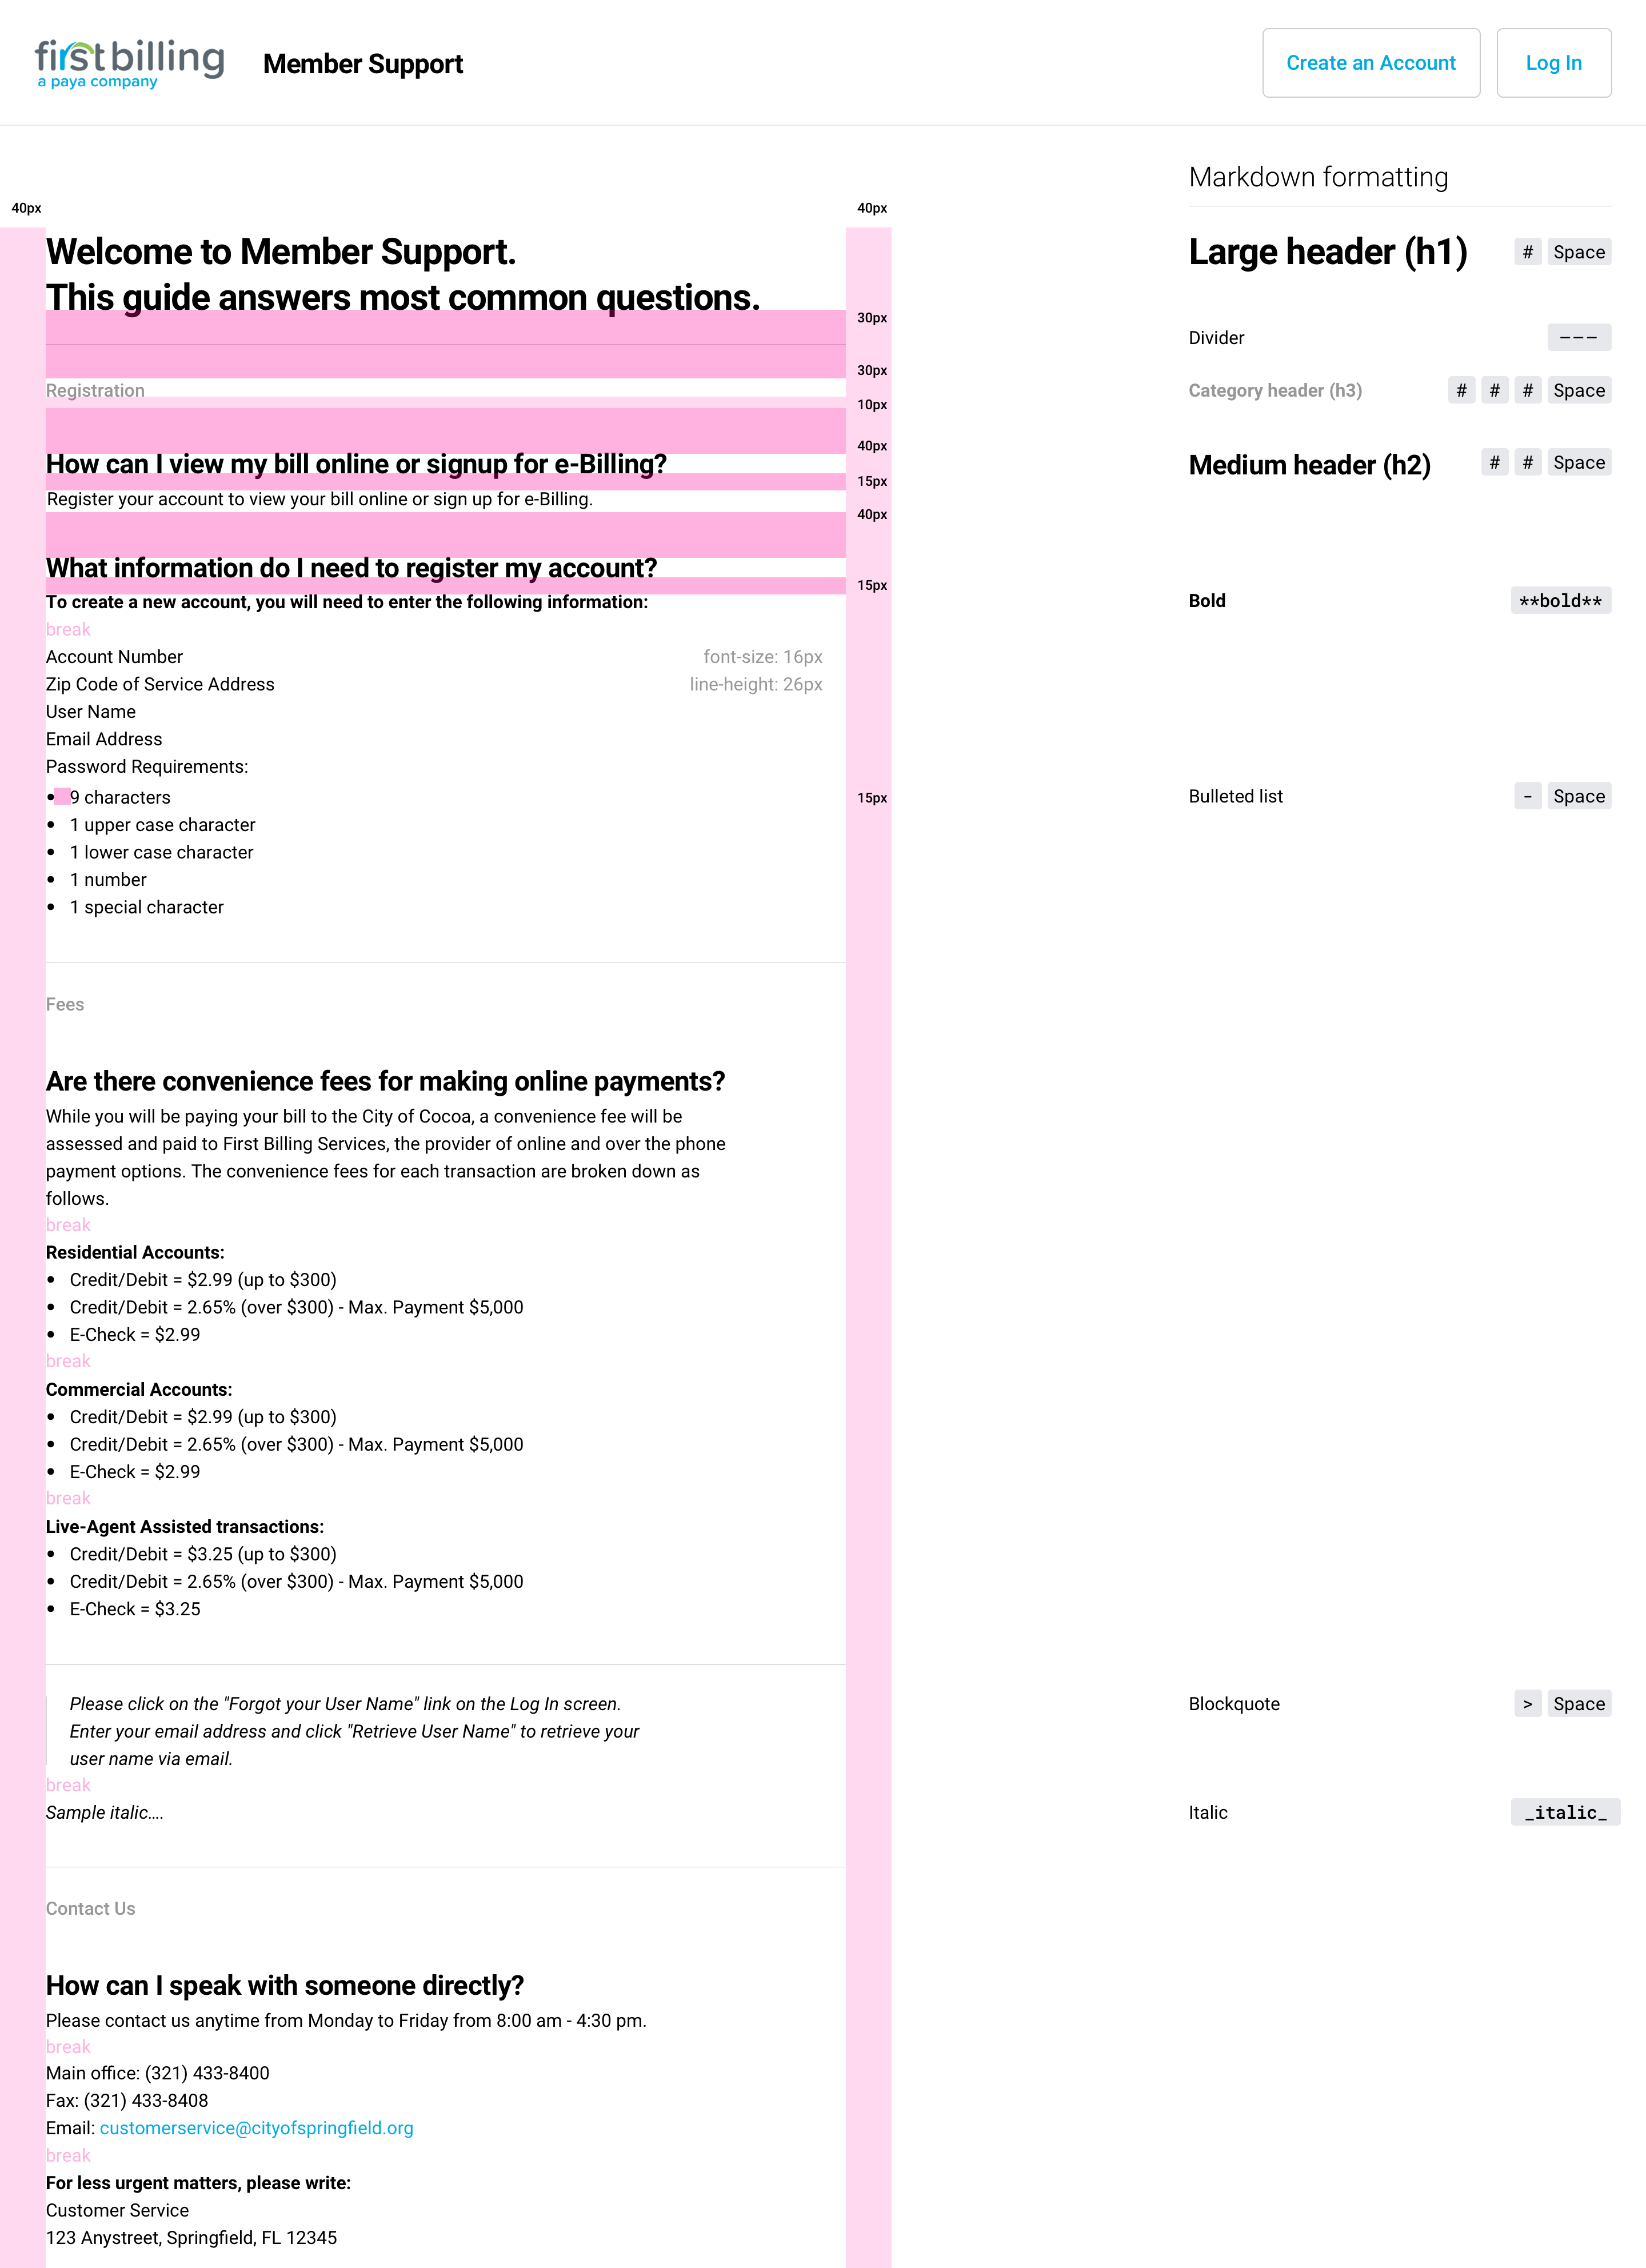 firstbilling
a paya company
Member Support
Create an Account
Log In
Markdown formatting
40px
40px
Welcome to Member Support.
This guide answers most common questions.
Large header (h1)
# Space
30px
Divider
---
30px
Registration
Category header (h3)
# # # Space
10px
40px
How can I view my bill online or signup for e-Billing?
Medium header (h2)
# # Space
15px
Register your account to view your bill online or sign up for e-Billing.
40px
What information do I need to register my account?
15px
To create a new account, you will need to enter the following information:
Bold
**bold**
break
Account Number
font-size: 16px
Zip Code of Service Address
line-height: 26px
User Name
Email Address
Password Requirements:
• 9 characters
15px
Bulleted list
- Space
• 1 upper case character
• 1 lower case character
• 1 number
• 1 special character
Fees
Are there convenience fees for making online payments?
While you will be paying your bill to the City of Cocoa, a convenience fee will be
assessed and paid to First Billing Services, the provider of online and over the phone
payment options. The convenience fees for each transaction are broken down as
follows.
break
Residential Accounts:
• Credit/Debit = $2.99 (up to $300)
• Credit/Debit = 2.65% (over $300) - Max. Payment $5,000
• E-Check = $2.99
break
Commercial Accounts:
• Credit/Debit = $2.99 (up to $300)
• Credit/Debit = 2.65% (over $300) - Max. Payment $5,000
• E-Check = $2.99
break
Live-Agent Assisted transactions:
• Credit/Debit = $3.25 (up to $300)
• Credit/Debit = 2.65% (over $300) - Max. Payment $5,000
• E-Check = $3.25
Please click on the "Forgot your User Name" link on the Log In screen.
Enter your email address and click "Retrieve User Name" to retrieve your
user name via email.
Blockquote
> Space
break
Sample italic....
Italic
_italic_
Contact Us
How can I speak with someone directly?
Please contact us anytime from Monday to Friday from 8:00 am - 4:30 pm.
break
Main office: (321) 433-8400
Fax: (321) 433-8408
Email: customerservice@cityofspringfield.org
break
For less urgent matters, please write:
Customer Service
123 Anystreet, Springfield, FL 12345